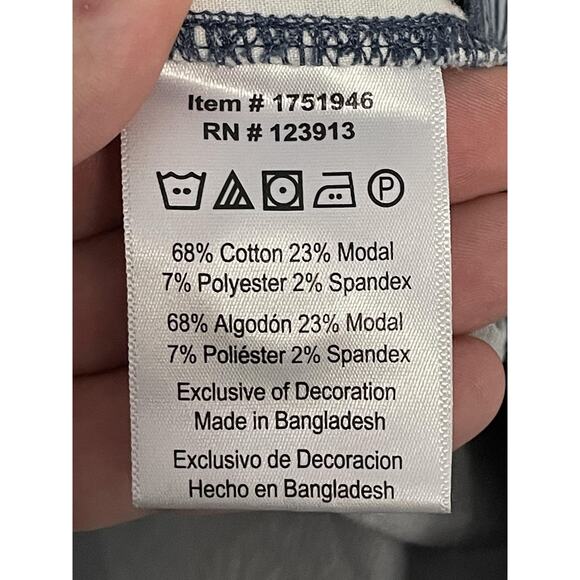 Item # 1751946
RN # 123913
P
68% Cotton 23% Modal
7% Polyester 2% Spandex
68% Algodón 23% Modal
7% Poliéster 2% Spandex
Exclusive of Decoration
Made in Bangladesh
Exclusivo de Decoracion
Hecho en Bangladesh